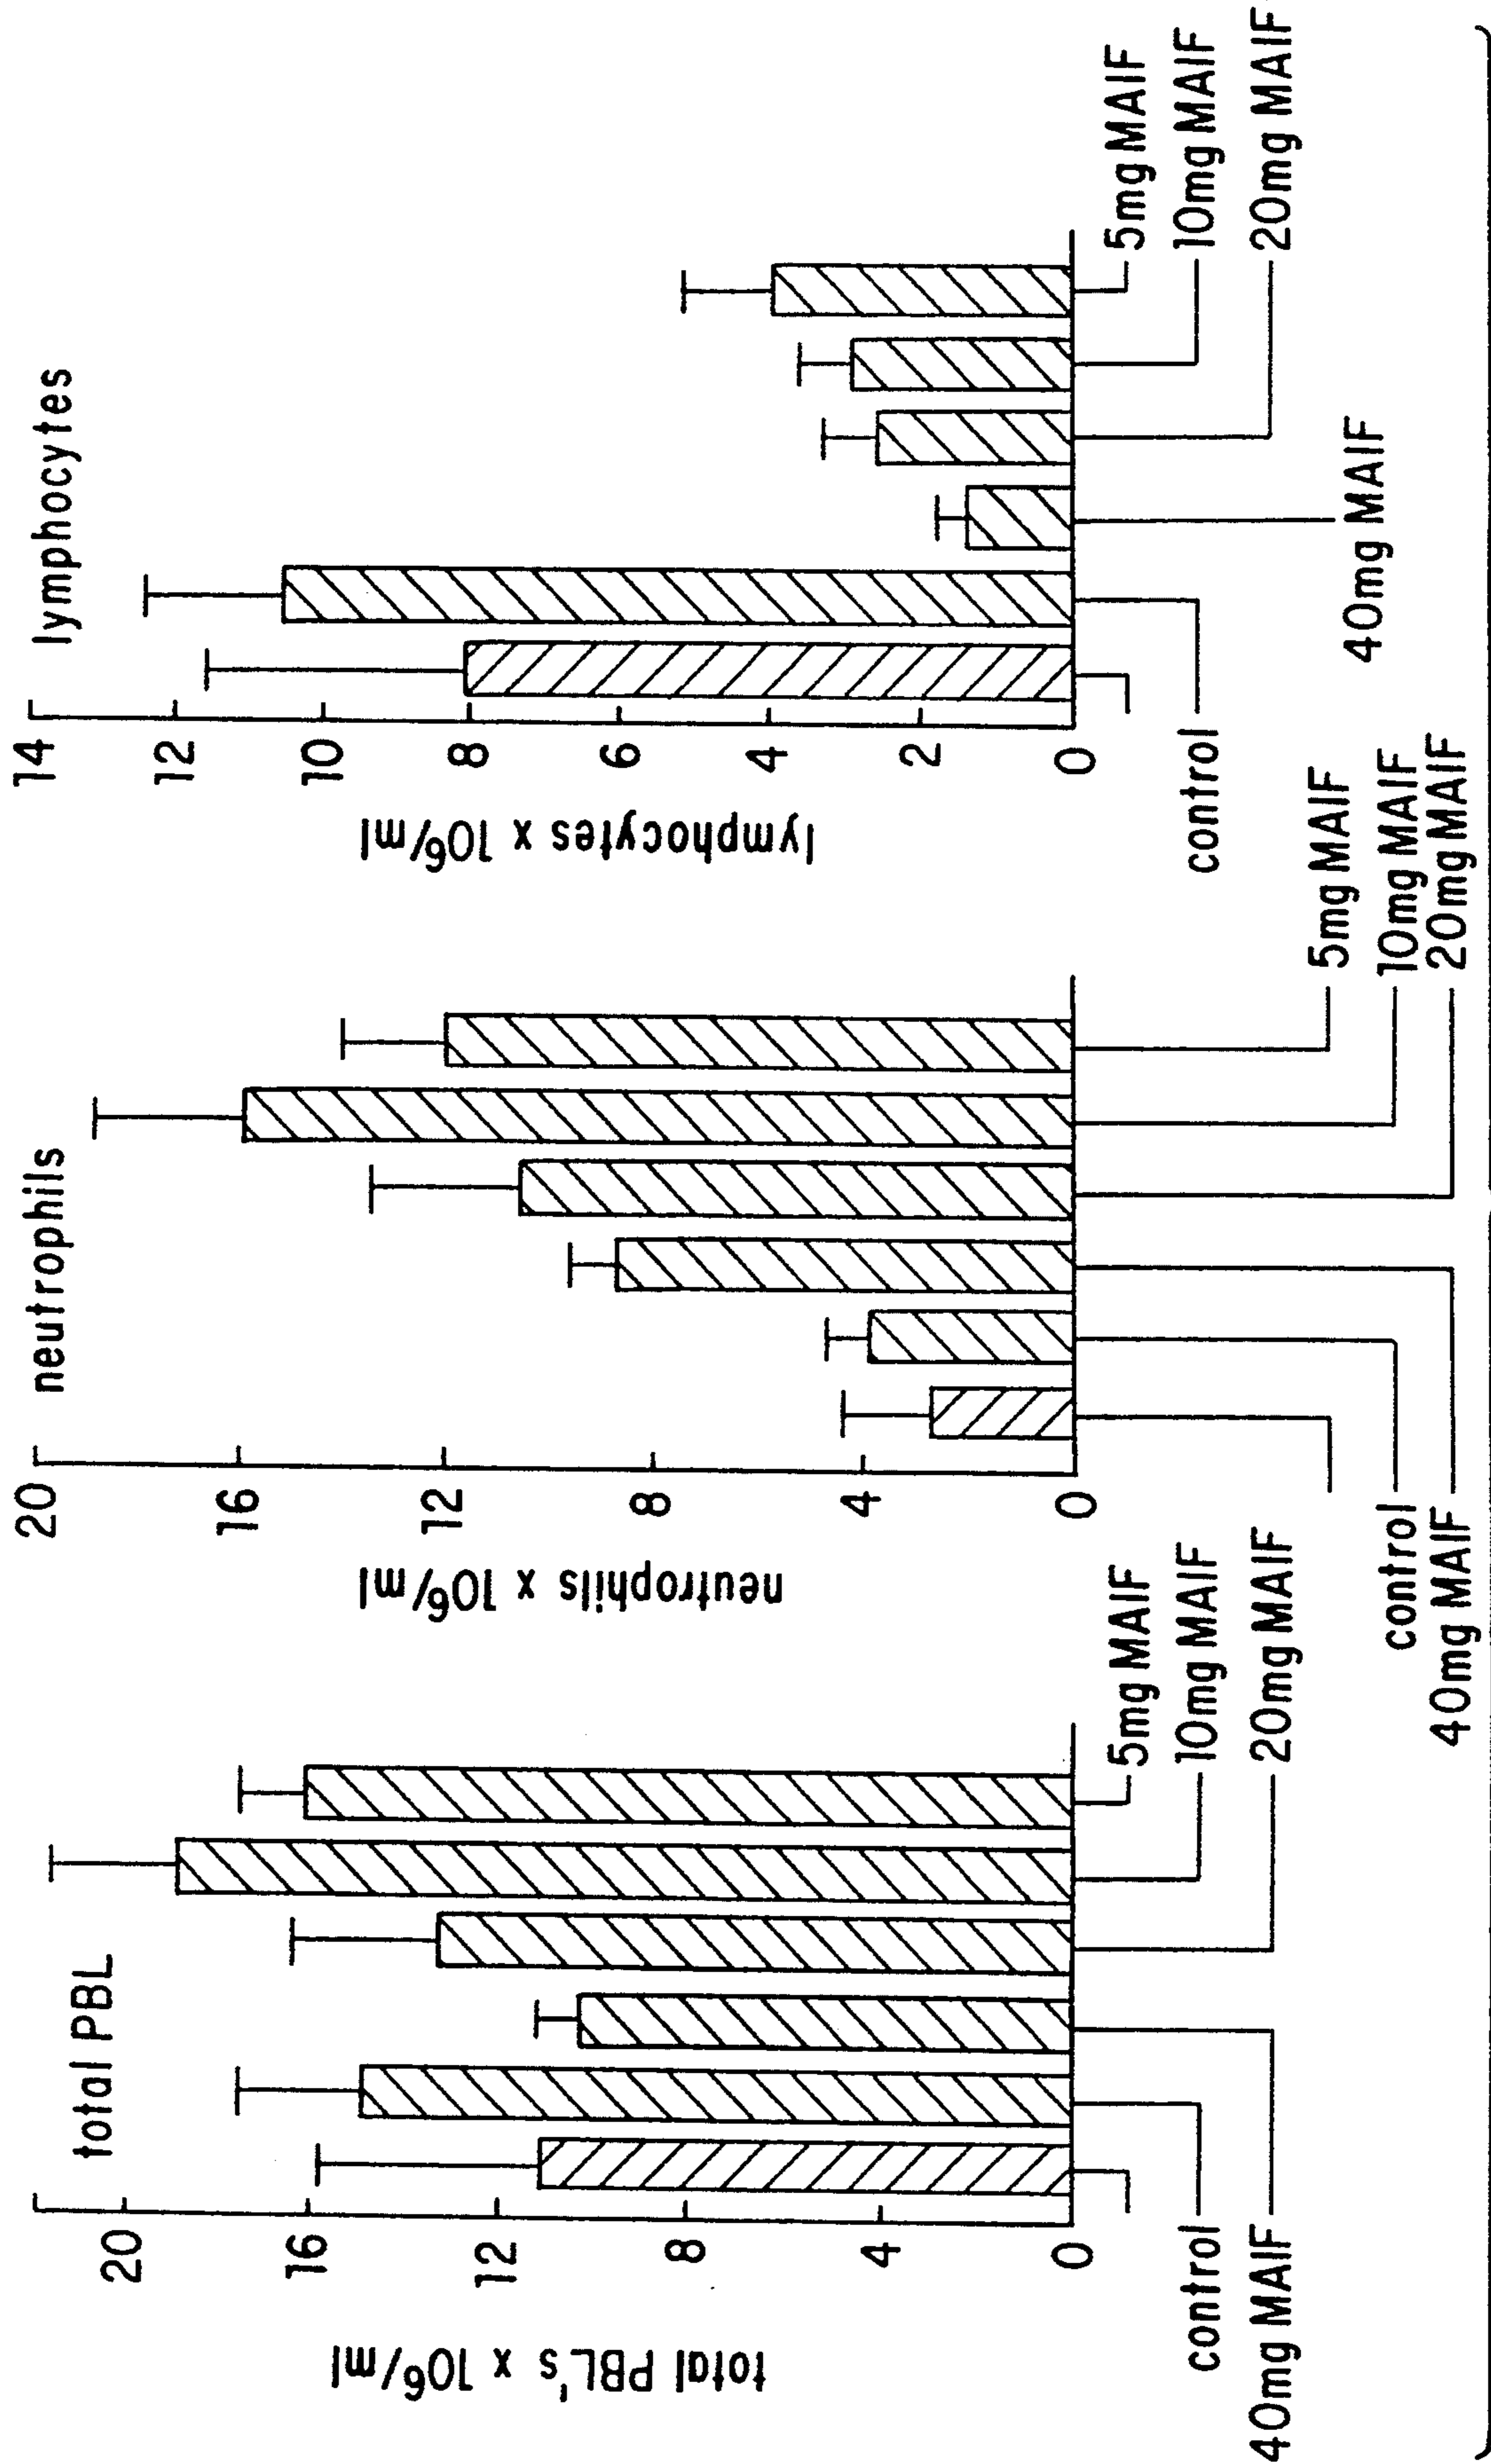 total PBL
total PBL's x 10⁶/ml
20
16
12
8
4
0
control
40mg MAIF
5mg MAIF
10mg MAIF
20mg MAIF
neutrophils
neutrophils x 10⁶/ml
20
16
12
8
4
0
control
40mg MAIF
5mg MAIF
10mg MAIF
20mg MAIF
lymphocytes
lymphocytes x 10⁶/ml
14
12
10
8
6
4
2
0
control
40mg MAIF
5mg MAIF
10mg MAIF
20mg MAIF